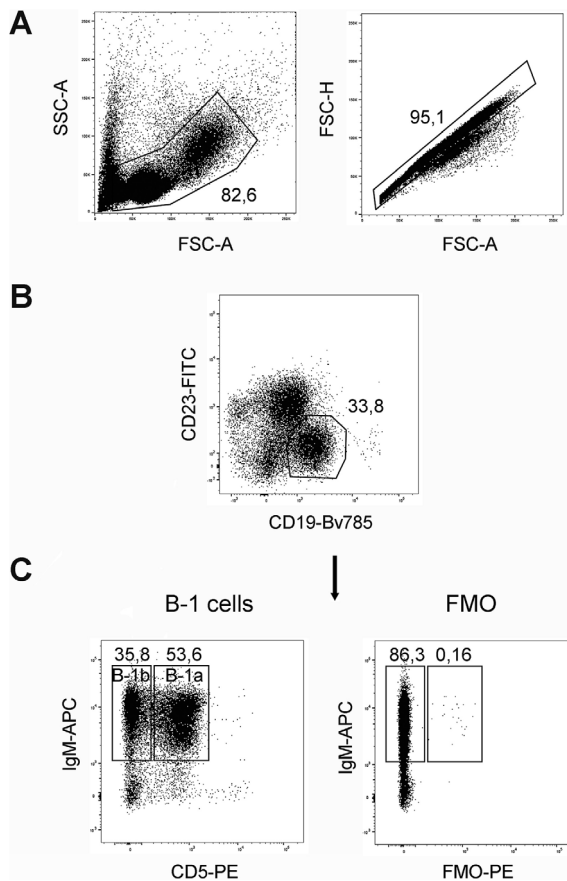 A
SSC-A
82,6
FSC-A
FSC-H
95,1
FSC-A
B
CD23-FITC
33,8
CD19-Bv785
C
B-1 cells
FMO
IgM-APC
35,8 53,6
B-1b B-1a
CD5-PE
IgM-APC
86,3 0,16
FMO-PE